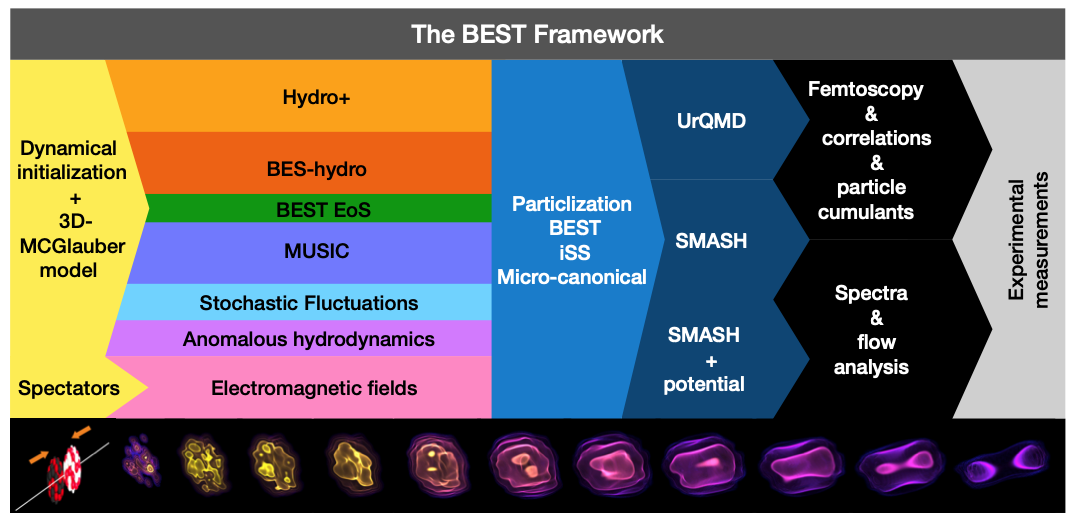 The BEST Framework
Dynamical
initialization
+
3D-
MCGlauber
model
Spectators
Hydro+
BES-hydro
BEST EoS
MUSIC
Stochastic Fluctuations
Anomalous hydrodynamics
Electromagnetic fields
Particlization
BEST
iSS
Micro-canonical
UrQMD
SMASH
SMASH
+
potential
Femtoscopy
&
correlations
&
particle
cumulants
Spectra
&
flow
analysis
Experimental
measurements